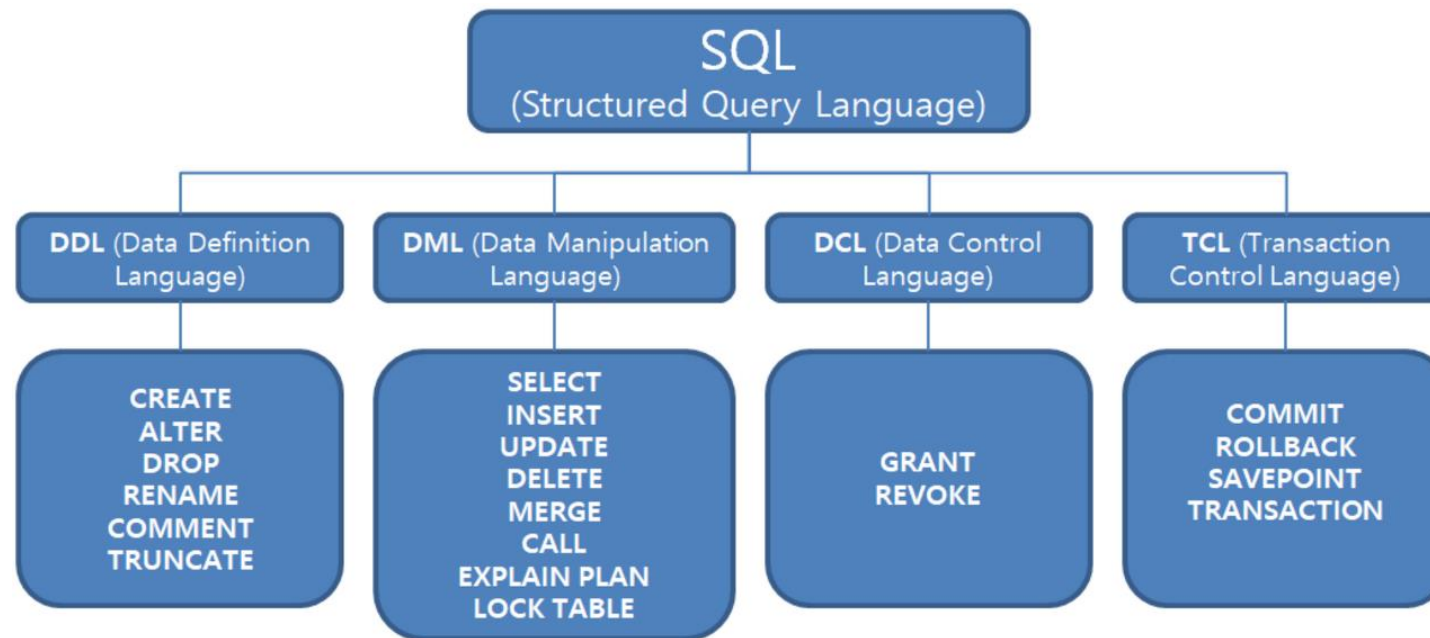 SQL
(Structured Query Language)
DDL (Data Definition
Language)
DML (Data Manipulation
Language)
DCL (Data Control
Language)
TCL (Transaction
Control Language)
CREATE
ALTER
DROP
RENAME
COMMENT
TRUNCATE
SELECT
INSERT
UPDATE
DELETE
MERGE
CALL
EXPLAIN PLAN
LOCK TABLE
GRANT
REVOKE
COMMIT
ROLLBACK
SAVEPOINT
TRANSACTION